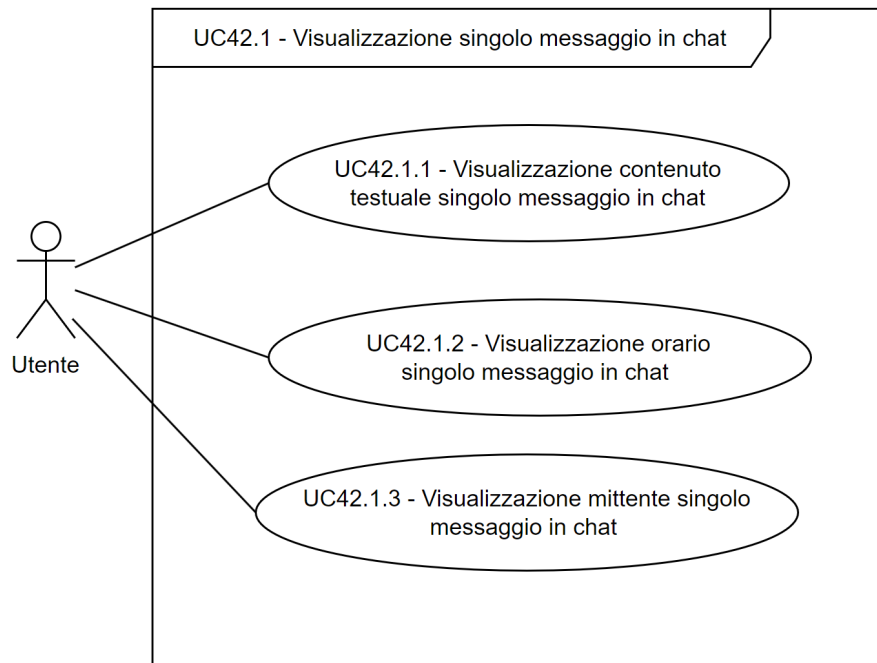 UC42.1 - Visualizzazione singolo messaggio in chat
UC42.1.1 - Visualizzazione contenuto
testuale singolo messaggio in chat
Utente
UC42.1.2 - Visualizzazione orario
singolo messaggio in chat
UC42.1.3 - Visualizzazione mittente singolo
messaggio in chat